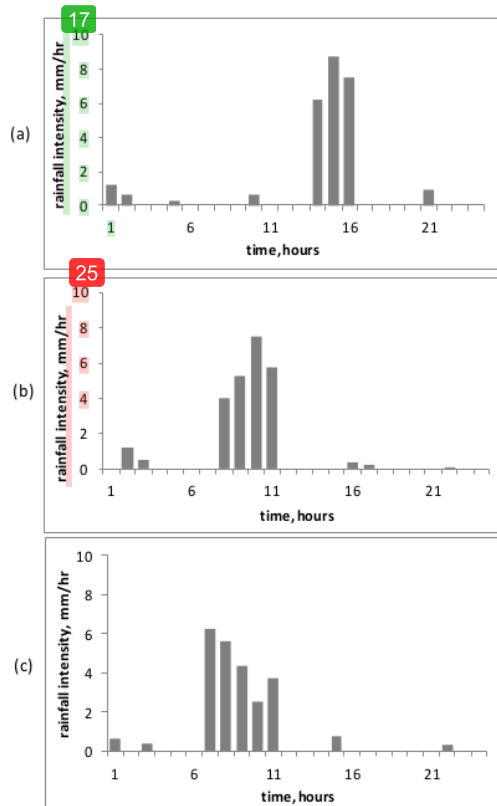 17
10
8
6
4
2
0
rainfall intensity, mm/hr
(a)
1 6 11 16 21
time,hours
25
10
8
6
4
2
0
rainfall intensity, mm/hr
(b)
1 6 11 16 21
time,hours
10
8
6
4
2
0
rainfall intensity, mm/hr
(c)
1 6 11 16 21
time,hours